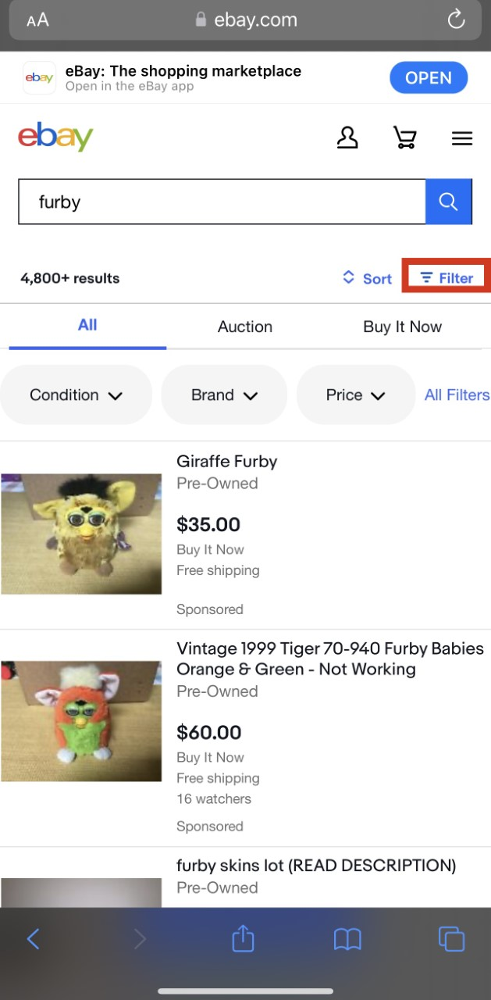 AA ebay.com
ebay
eBay: The shopping marketplace
Open in the eBay app
OPEN
ebay
furby
4,800+ results
Sort
Filter
All
Auction
Buy It Now
Condition
Brand
Price
All Filters
Giraffe Furby
Pre-Owned
$35.00
Buy It Now
Free shipping
Sponsored
Vintage 1999 Tiger 70-940 Furby Babies
Orange & Green - Not Working
Pre-Owned
$60.00
Buy It Now
Free shipping
16 watchers
Sponsored
furby skins lot (READ DESCRIPTION)
Pre-Owned